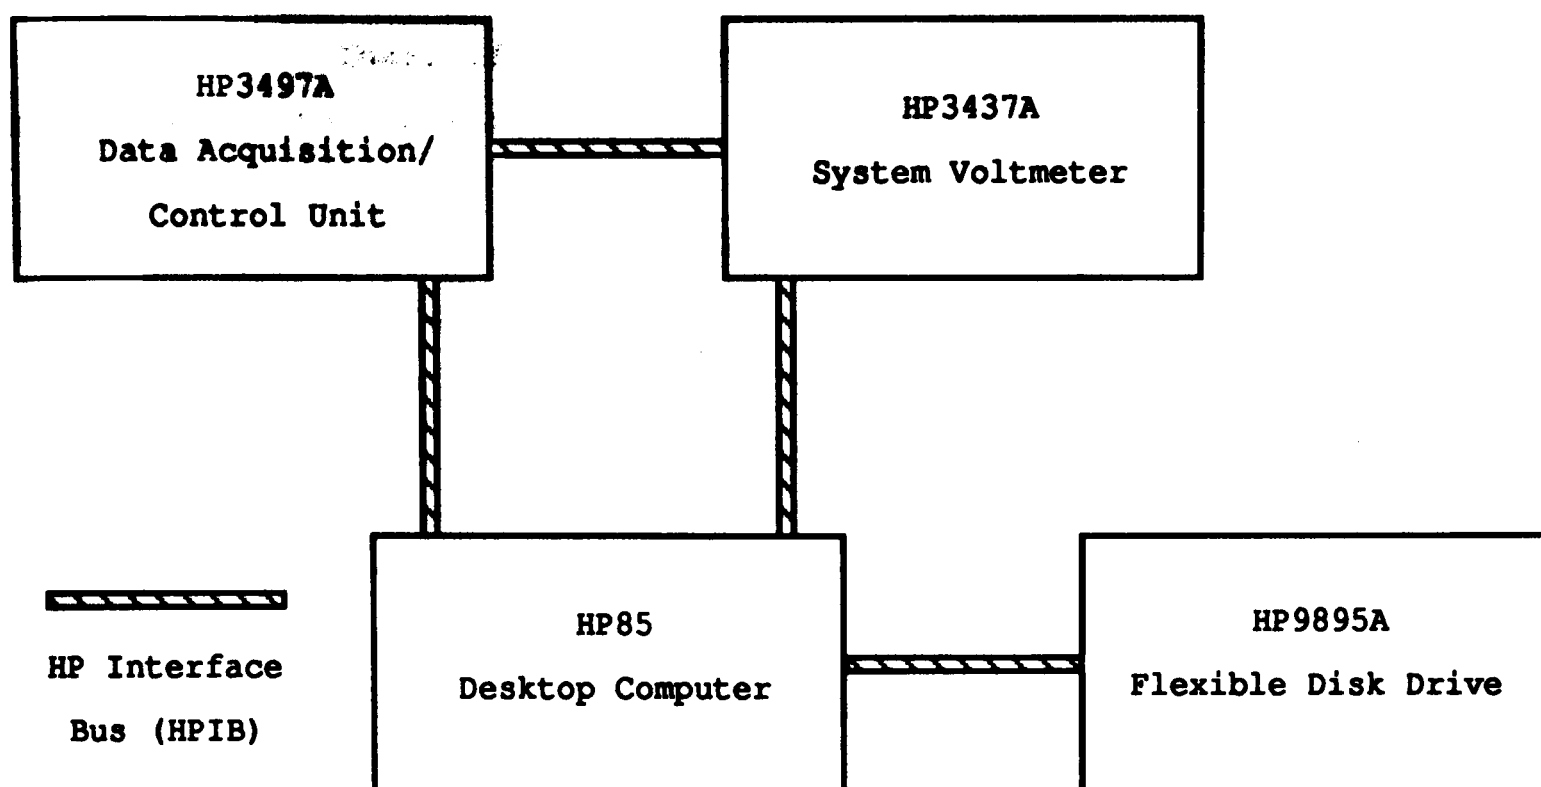 HP3497A
Data Acquisition/
Control Unit
HP3437A
System Voltmeter
HP85
Desktop Computer
HP9895A
Flexible Disk Drive
HP Interface
Bus (HPIB)